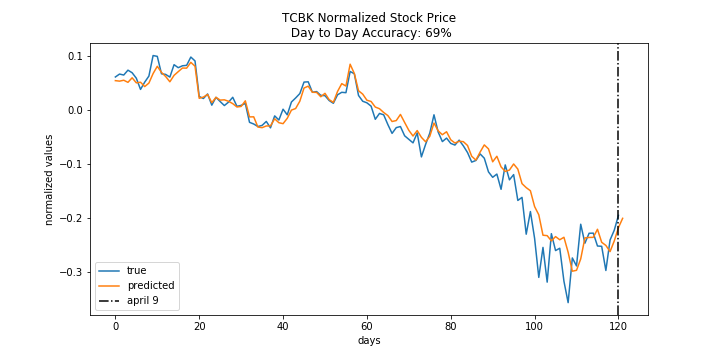 TCBK Normalized Stock Price
Day to Day Accuracy: 69%
normalized values
0.1
0.0
−0.1
−0.2
−0.3
true
predicted
april 9
0 20 40 60 80 100 120
days